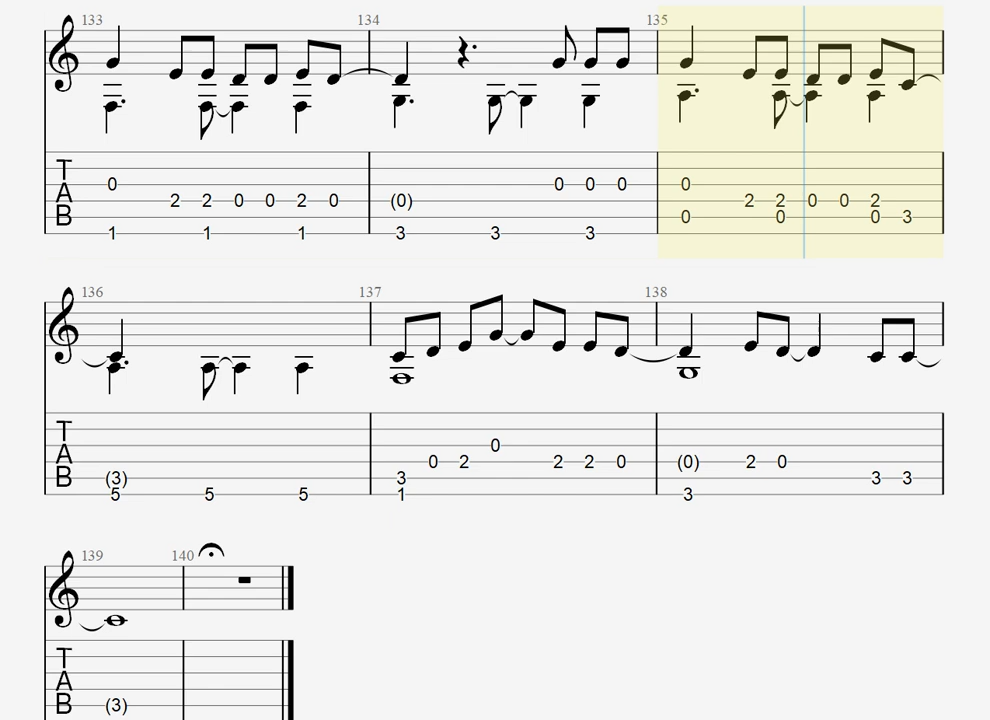 133 134 135
T
0 0 0 0 0
A 2 2 0 0 2 0 (0) 2 2 0 0 2
B 0 0 0 3
1 1 1 3 3 3
136 137 138
T
0
A 0 2 2 2 0 (0) 2 0
B (3) 3 3 3
5 5 5 1 3
139 140
T
A
B (3)